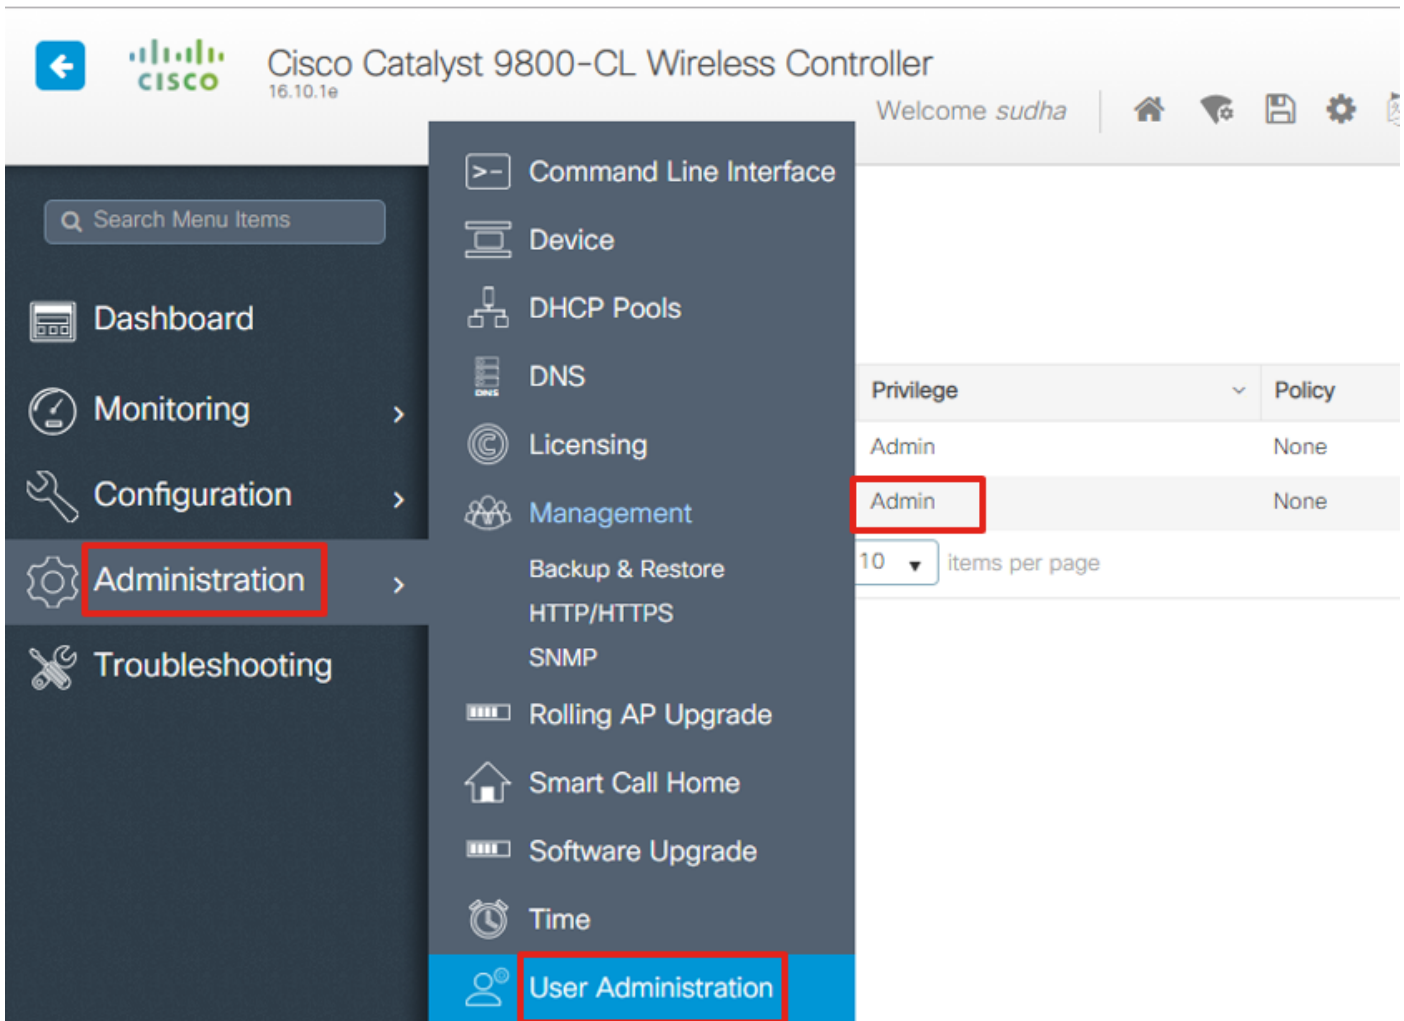 CISCO
Cisco Catalyst 9800-CL Wireless Controller
16.10.1e
Welcome sudha
Search Menu Items
Dashboard
Monitoring
Configuration
Administration
Troubleshooting
>-
Command Line Interface
Device
DHCP Pools
DNS
DNS
Licensing
Management
Backup & Restore
HTTP/HTTPS
SNMP
Rolling AP Upgrade
Smart Call Home
Software Upgrade
Time
User Administration
Privilege Policy
Admin None
Admin None
10 items per page